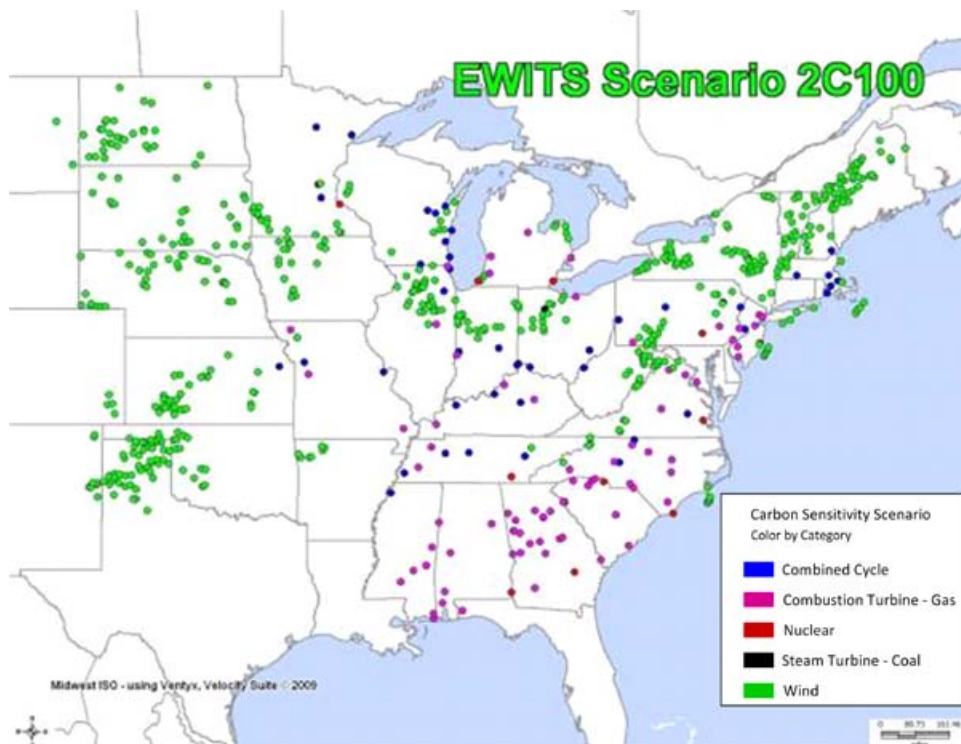 EWITS Scenario 2C100
Carbon Sensitivity Scenario
Color by Category
Combined Cycle
Combustion Turbine - Gas
Nuclear
Steam Turbine - Coal
Wind
Midwest ISO - using Ventyx, Velocity Suite © 2009
0